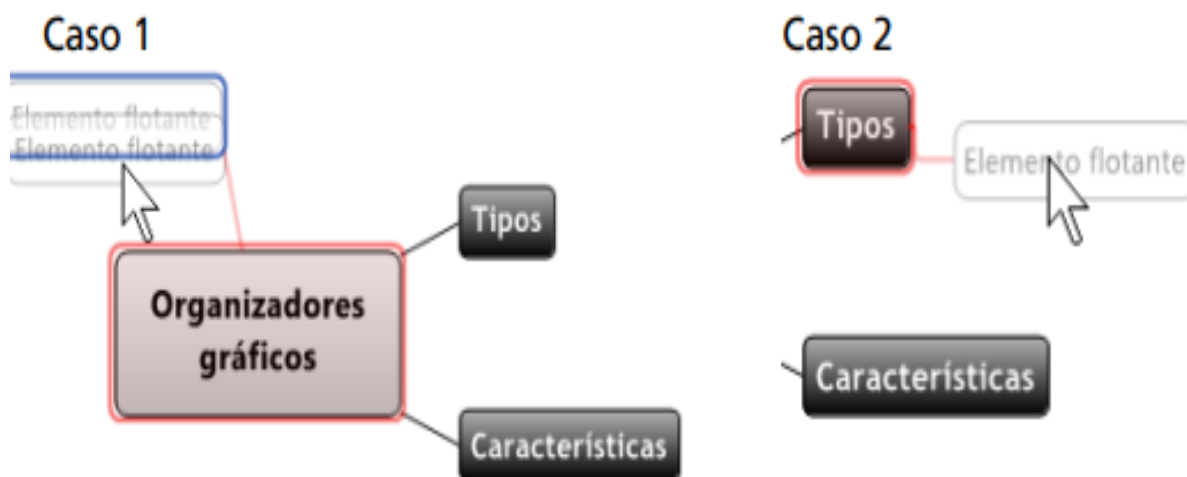 Caso 1
Elemento flotante
Elemento flotante
Tipos
Organizadores
gráficos
Características
Caso 2
Tipos
Elemento flotante
Características